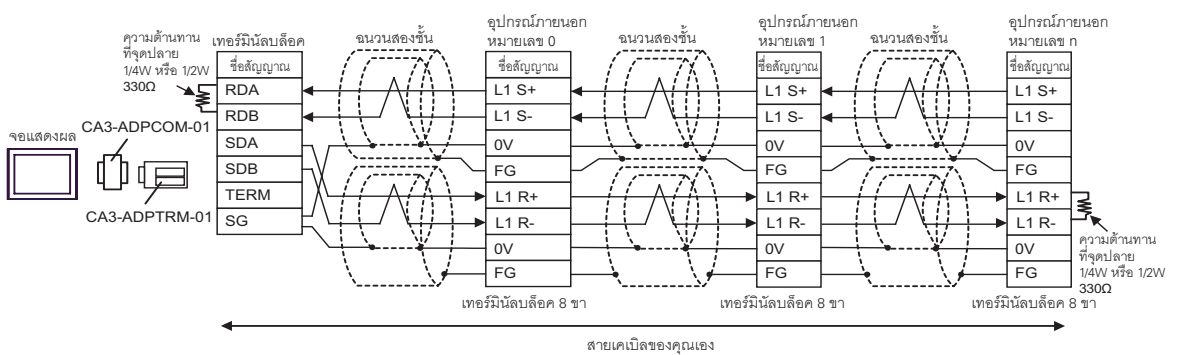 ความต้านทาน
ที่จุดปลาย
1/4W หรือ 1/2W
330Ω
จอแสดงผล
CA3-ADPCOM-01
CA3-ADPTRM-01
เทอร์มินัลบล็อค
ชื่อสัญญาณ
RDA
RDB
SDA
SDB
TERM
SG
ฉนวนสองชั้น
อุปกรณ์ภายนอก
หมายเลข 0
ชื่อสัญญาณ
L1 S+
L1 S-
0V
FG
L1 R+
L1 R-
0V
FG
เทอร์มินัลบล็อค 8 ขา
ฉนวนสองชั้น
อุปกรณ์ภายนอก
หมายเลข 1
ชื่อสัญญาณ
L1 S+
L1 S-
0V
FG
L1 R+
L1 R-
0V
FG
เทอร์มินัลบล็อค 8 ขา
ฉนวนสองชั้น
อุปกรณ์ภายนอก
หมายเลข n
ชื่อสัญญาณ
L1 S+
L1 S-
0V
FG
L1 R+
L1 R-
0V
FG
เทอร์มินัลบล็อค 8 ขา
ความต้านทาน
ที่จุดปลาย
1/4W หรือ 1/2W
330Ω
สายเคเบิลของคุณเอง